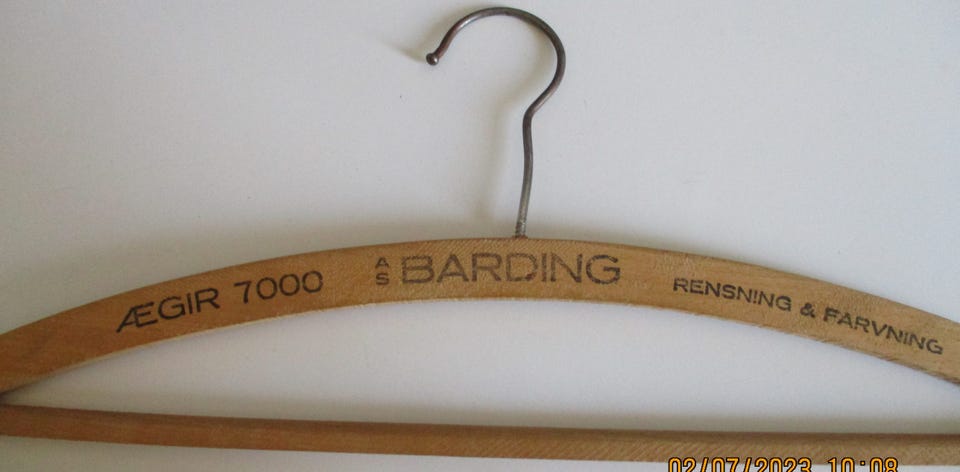 ÆGIR 7000 A/S BARDING RENSNING & FARVNING
02/07/2023 10:08